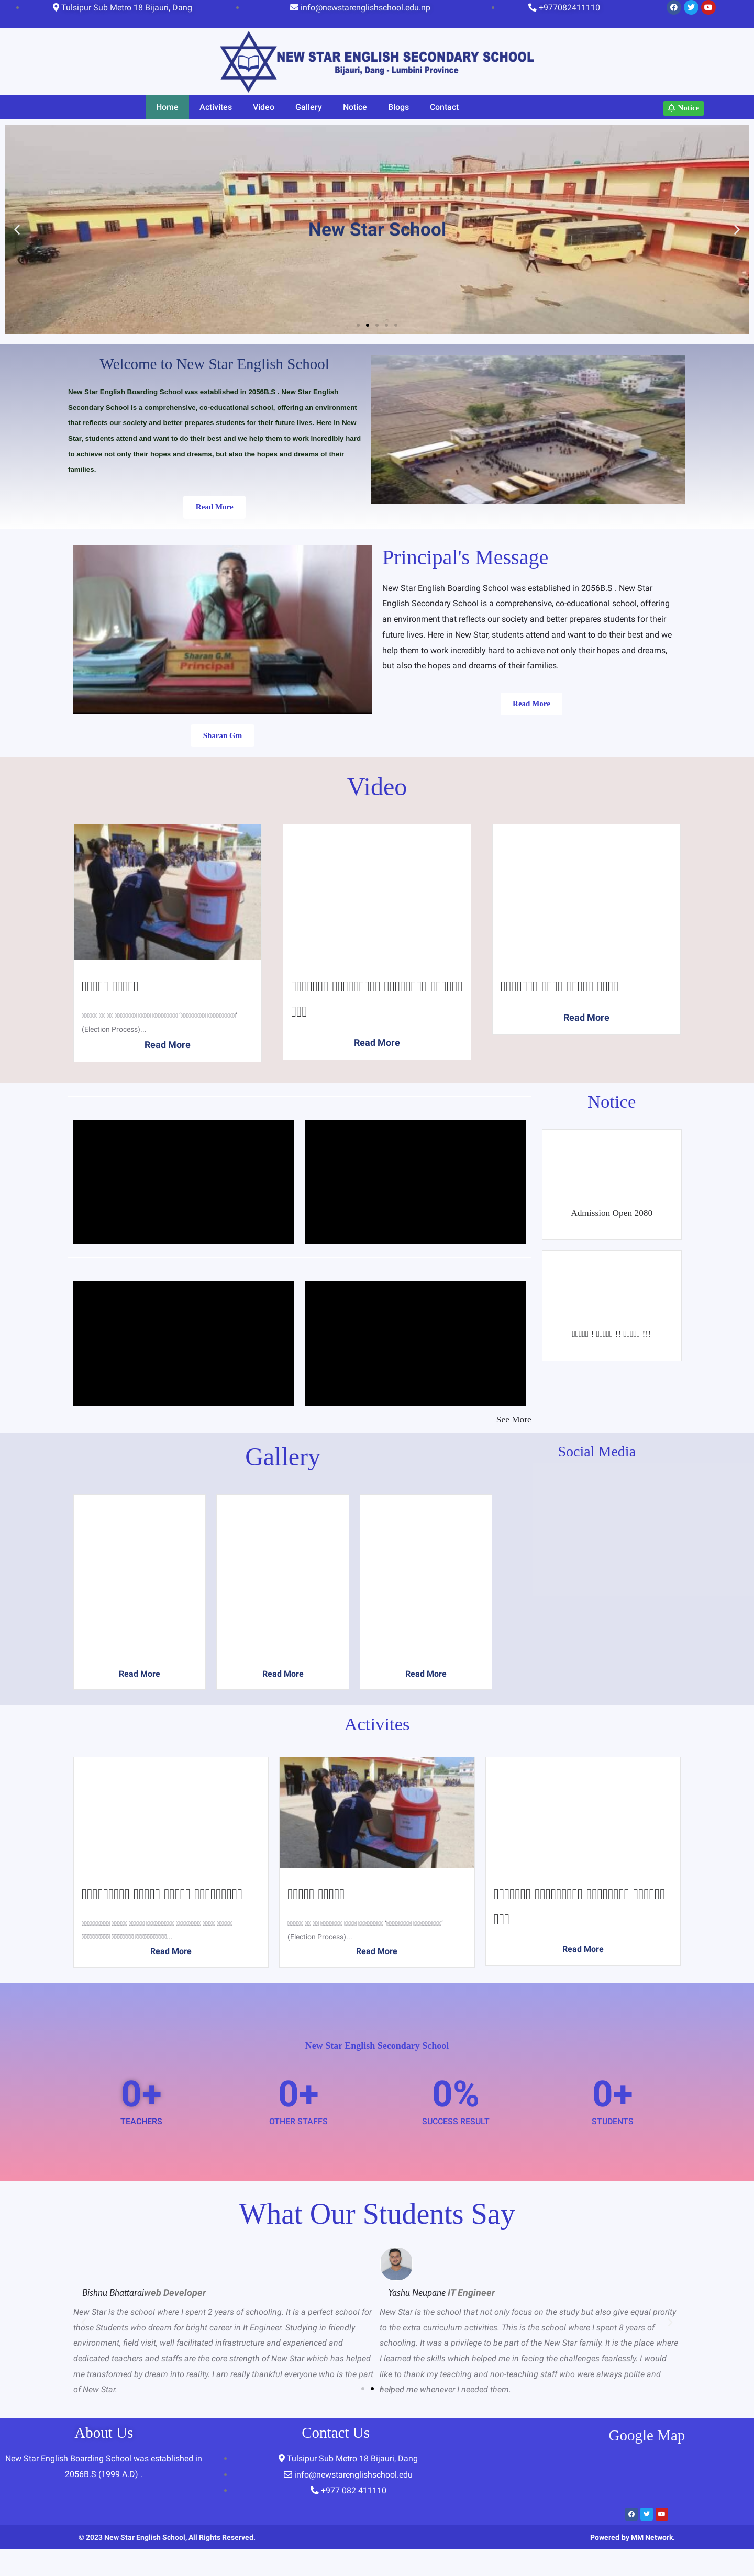 Tulsipur Sub Metro 18 Bijauri, Dang
info@newstarenglishschool.edu.np
+977082411110
NEW STAR ENGLISH SECONDARY SCHOOL
Bijauri, Dang - Lumbini Province
Home
Activites
Video
Gallery
Notice
Blogs
Contact
Notice
New Star School
Welcome to New Star English School
New Star English Boarding School was established in 2056B.S . New Star English
Secondary School is a comprehensive, co-educational school, offering an environment
that reflects our society and better prepares students for their future lives. Here in New
Star, students attend and want to do their best and we help them to work incredibly hard
to achieve not only their hopes and dreams, but also the hopes and dreams of their
families.
Read More
Sharan G.M.
Principal
Sharan Gm
Principal's Message
New Star English Boarding School was established in 2056B.S . New Star
English Secondary School is a comprehensive, co-educational school, offering
an environment that reflects our society and better prepares students for their
future lives. Here in New Star, students attend and want to do their best and we
help them to work incredibly hard to achieve not only their hopes and dreams,
but also the hopes and dreams of their families.
Read More
Video
(Election Process)...
Read More
Read More
Read More
Notice
Admission Open 2080
! !! !!!
See More
Gallery
Read More
Read More
Read More
Social Media
Activites
Read More
(Election Process)...
Read More
Read More
New Star English Secondary School
0+
TEACHERS
0+
OTHER STAFFS
0%
SUCCESS RESULT
0+
STUDENTS
What Our Students Say
Bishnu Bhattaraiweb Developer
New Star is the school where I spent 2 years of schooling. It is a perfect school for
those Students who dream for bright career in It Engineer. Studying in friendly
environment, field visit, well facilitated infrastructure and experienced and
dedicated teachers and staffs are the core strength of New Star which has helped
me transformed by dream into reality. I am really thankful everyone who is the part
of New Star.
Yashu Neupane IT Engineer
New Star is the school that not only focus on the study but also give equal prority
to the extra curriculum activities. This is the school where I spent 8 years of
schooling. It was a privilege to be part of the New Star family. It is the place where
I learned the skills which helped me in facing the challenges fearlessly. I would
like to thank my teaching and non-teaching staff who were always polite and
helped me whenever I needed them.
About Us
New Star English Boarding School was established in
2056B.S (1999 A.D) .
Contact Us
Tulsipur Sub Metro 18 Bijauri, Dang
info@newstarenglishschool.edu
+977 082 411110
Google Map
© 2023 New Star English School, All Rights Reserved.
Powered by MM Network.